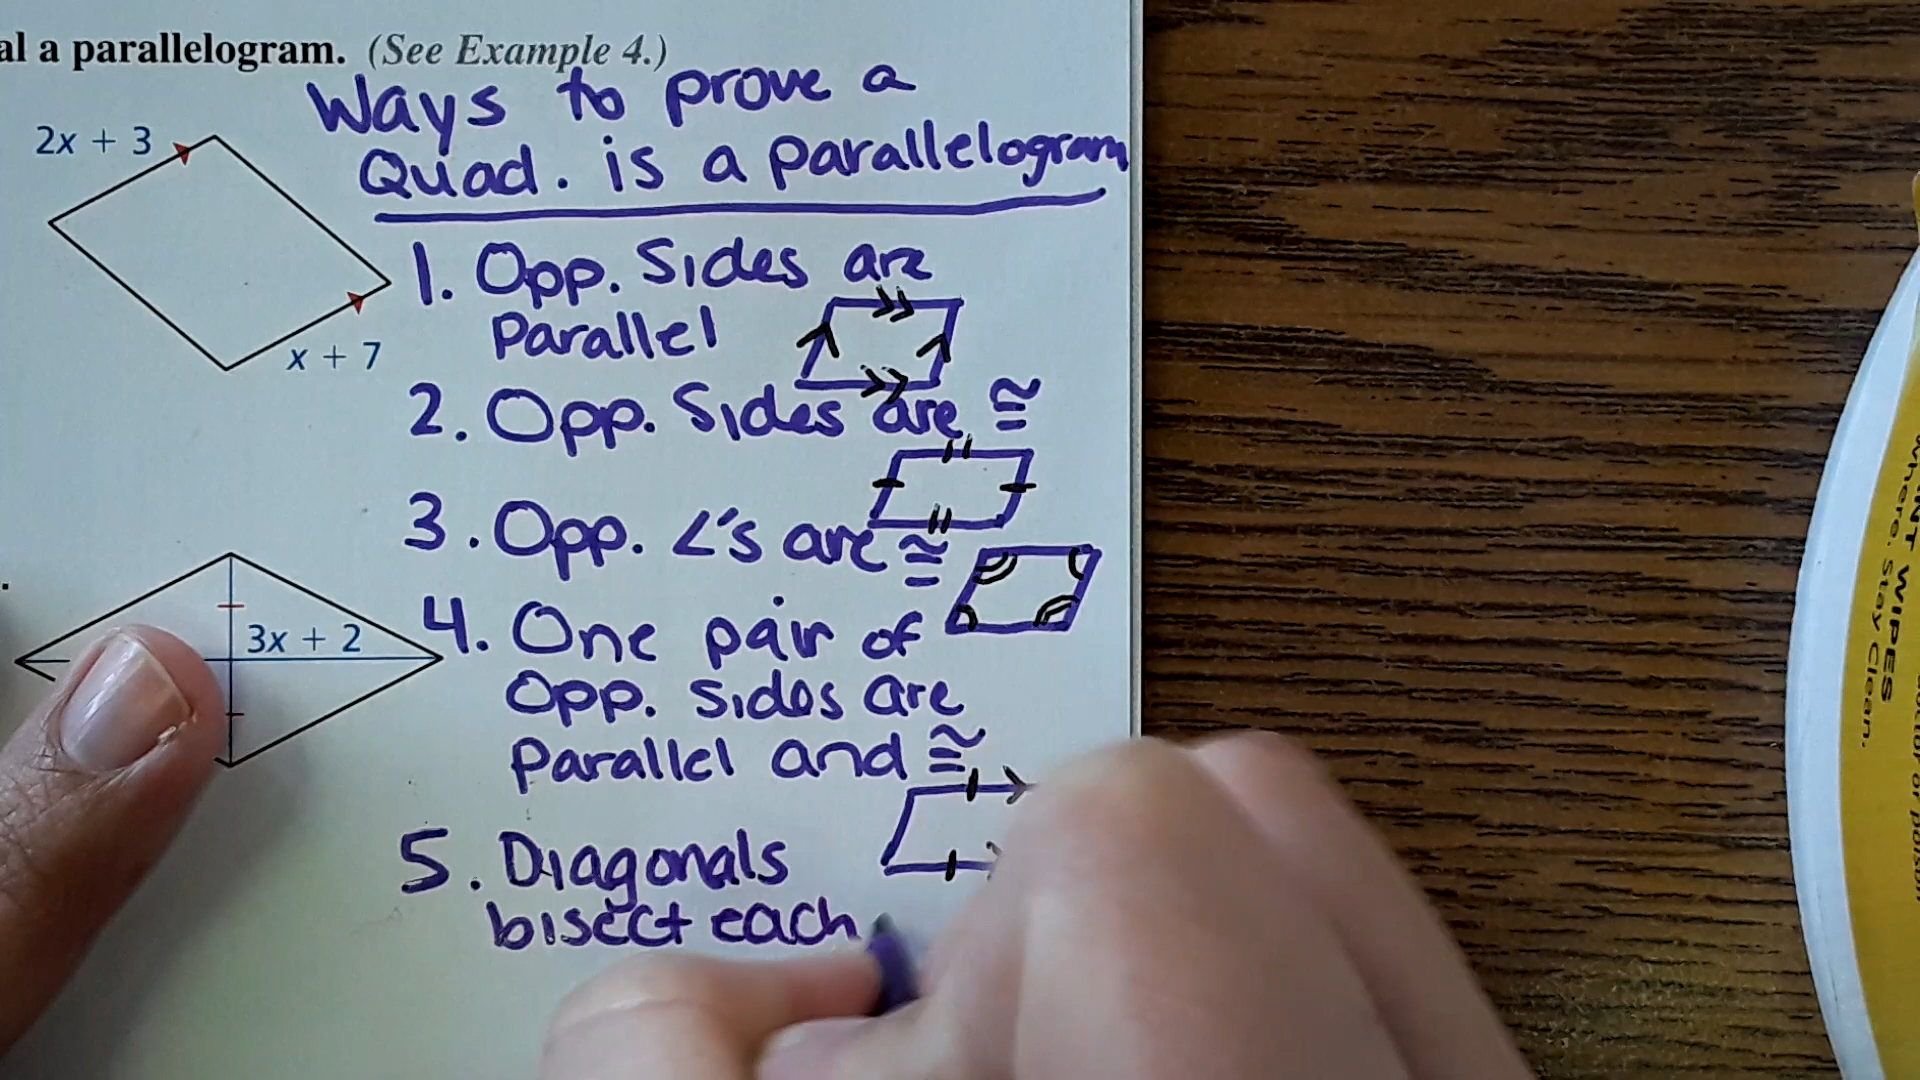 al a parallelogram. (See Example 4.)
Ways to prove a
Quad. is a parallelogram
2x + 3
x + 7
1. Opp. Sides are
Parallel
2. Opp. Sides are ≅
3. Opp. ∠'s are ≅
4. One pair of
Opp. sides are
Parallel and ≅
3x + 2
5. Diagonals
bisect each
WIPES
where. Stay Clean.